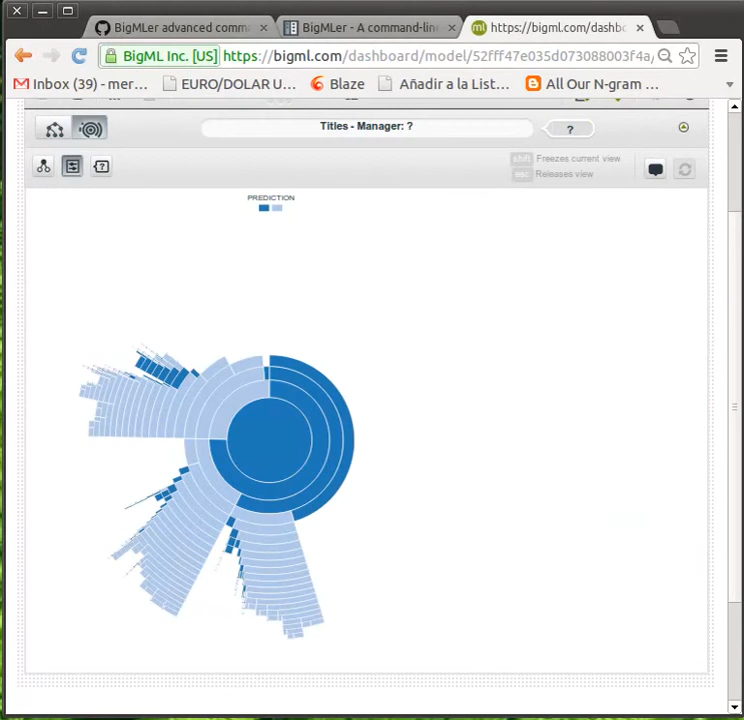 BigMLer advanced comm
BigMLer - A command-line
https://bigml.com/dashbo
BigML Inc. [US]
https://bigml.com/dashboard/model/52fff47e035d073088003f4a/
Inbox (39) - mer...
EURO/DOLAR U...
Blaze
Añadir a la List...
All Our N-gram ...
Titles - Manager: ?
?
shift Freezes current view
esc Releases view
PREDICTION